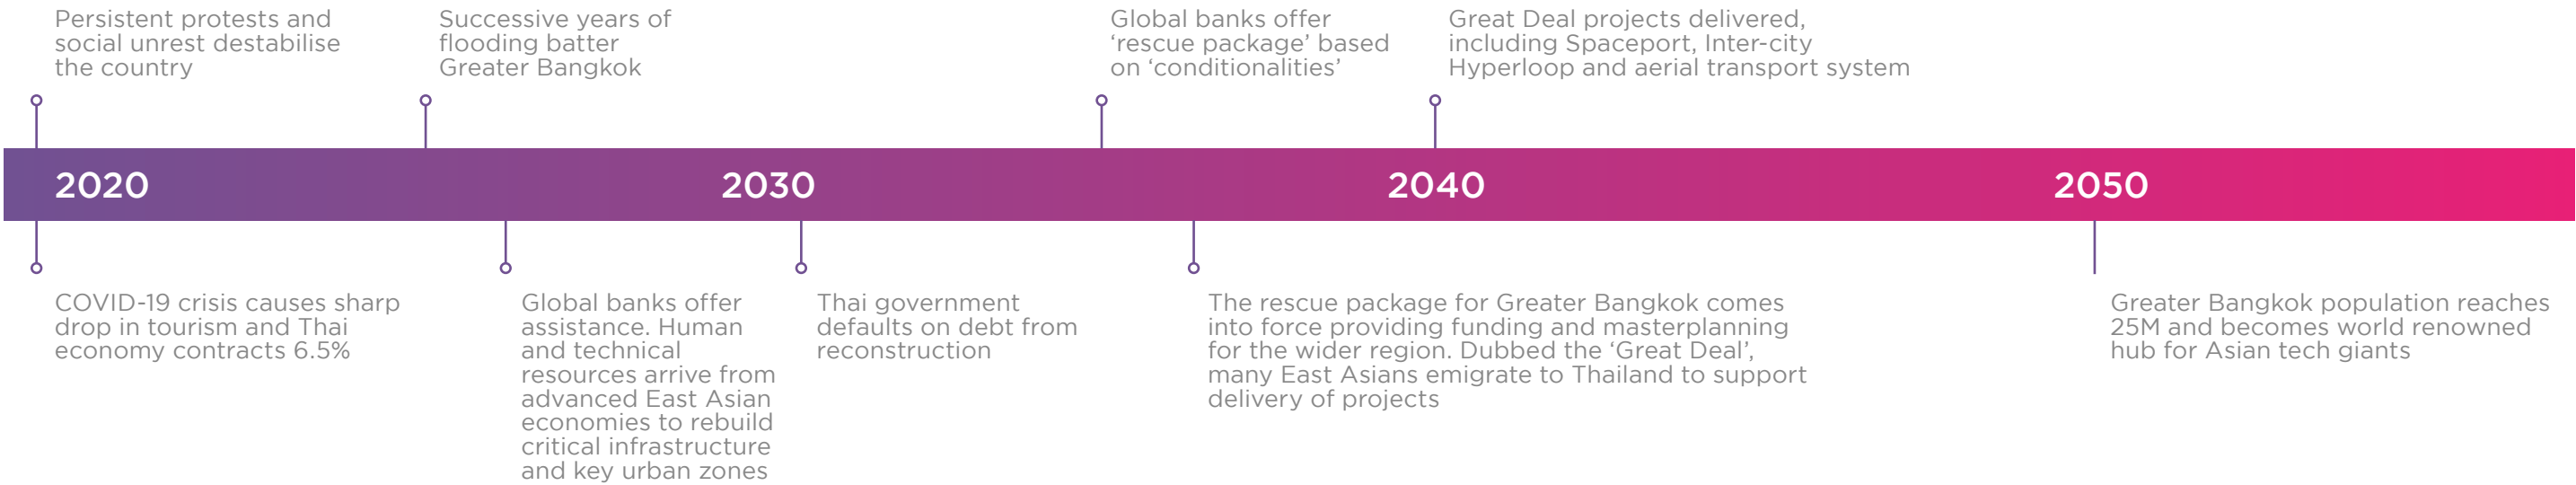 Persistent protests and
social unrest destabilise
the country
Successive years of
flooding batter
Greater Bangkok
Global banks offer
‘rescue package’ based
on ‘conditionalities’
Great Deal projects delivered,
including Spaceport, Inter-city
Hyperloop and aerial transport system
2020
2030
2040
2050
COVID-19 crisis causes sharp
drop in tourism and Thai
economy contracts 6.5%
Global banks offer
assistance. Human
and technical
resources arrive from
advanced East Asian
economies to rebuild
critical infrastructure
and key urban zones
Thai government
defaults on debt from
reconstruction
The rescue package for Greater Bangkok comes
into force providing funding and masterplanning
for the wider region. Dubbed the ‘Great Deal’,
many East Asians emigrate to Thailand to support
delivery of projects
Greater Bangkok population reaches
25M and becomes world renowned
hub for Asian tech giants